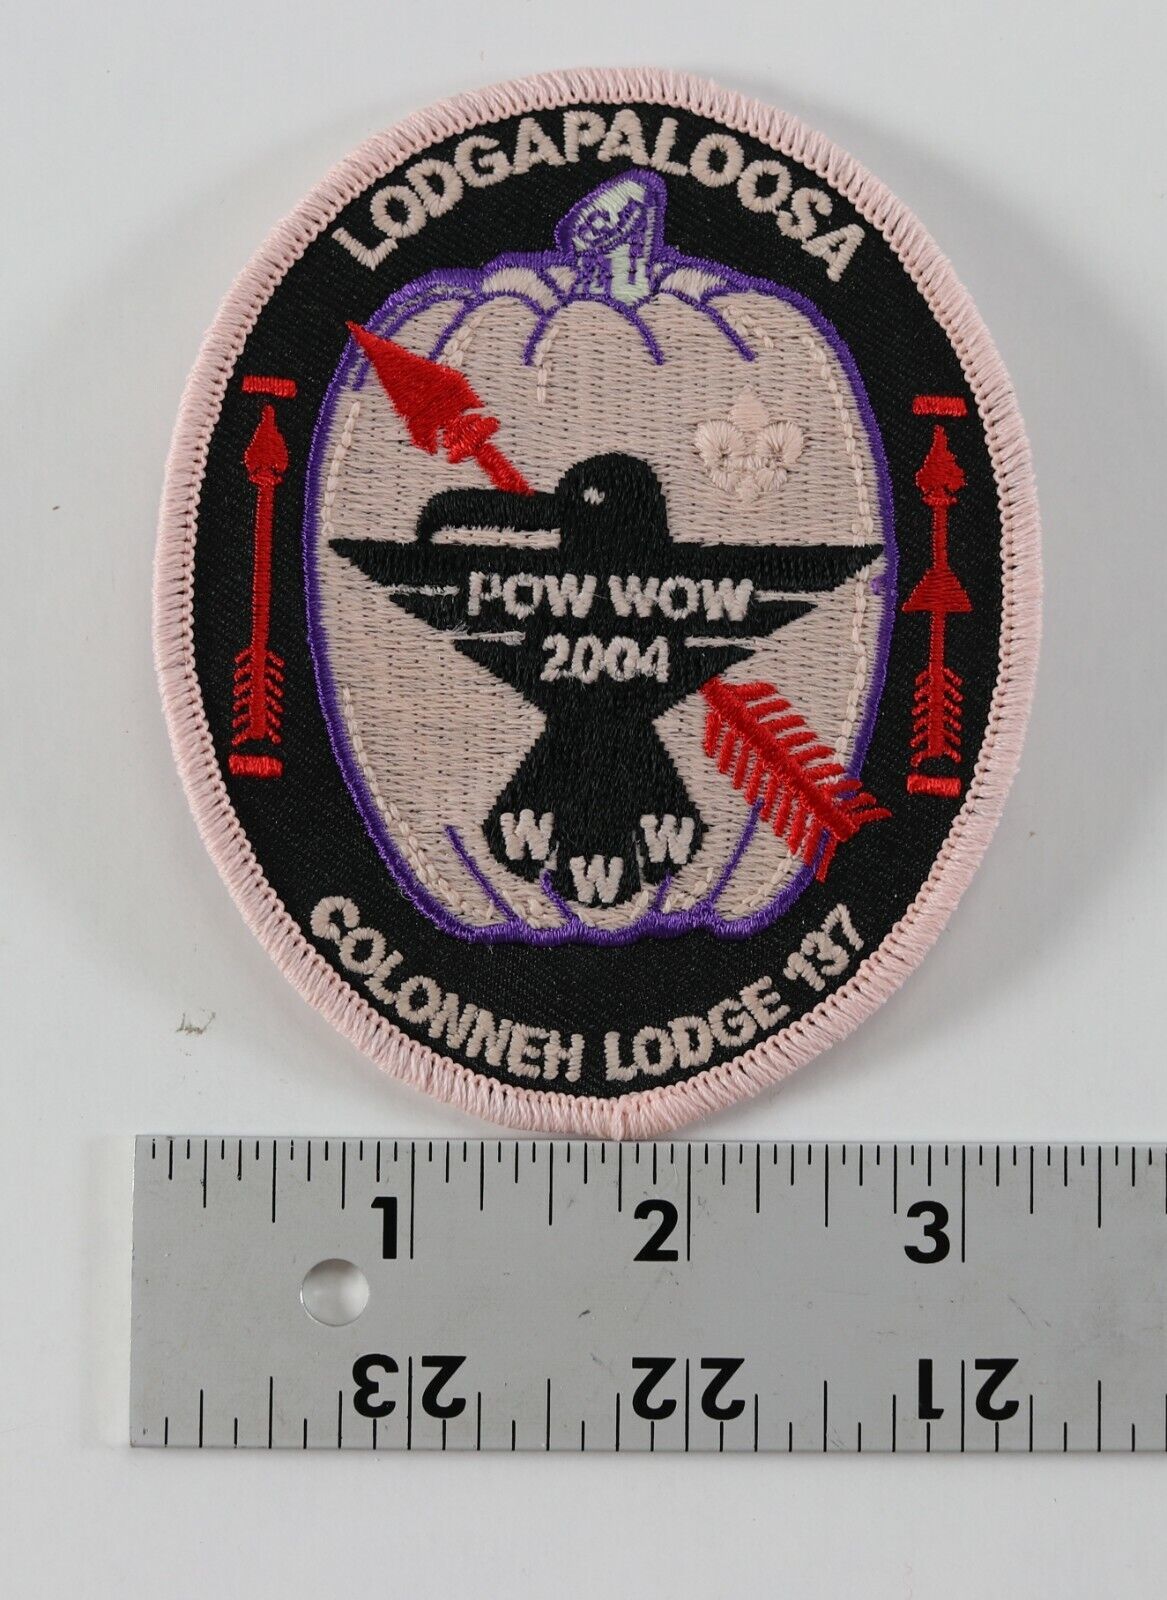 LODGAPALOOSA
POW WOW
2004
W W W
COLONNEH LODGE 137
1 2 3
23 22 21